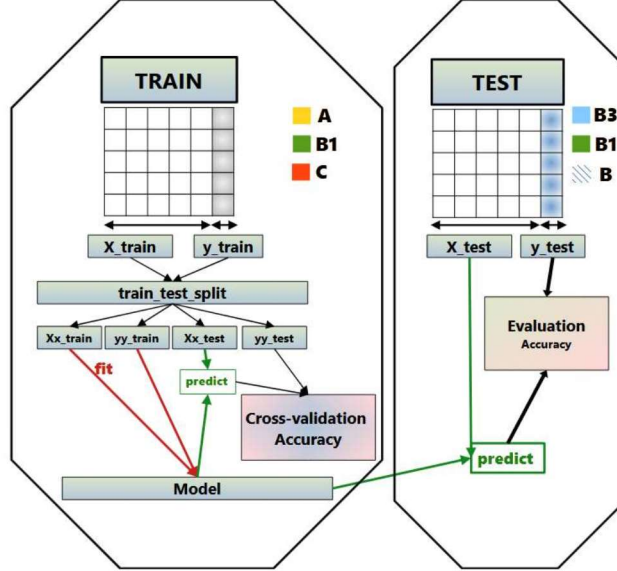 TRAIN
A
B1
C
X_train
y_train
train_test_split
Xx_train
yy_train
Xx_test
yy_test
fit
predict
Cross-validation
Accuracy
Model
TEST
B3
B1
B
X_test
y_test
Evaluation
Accuracy
predict